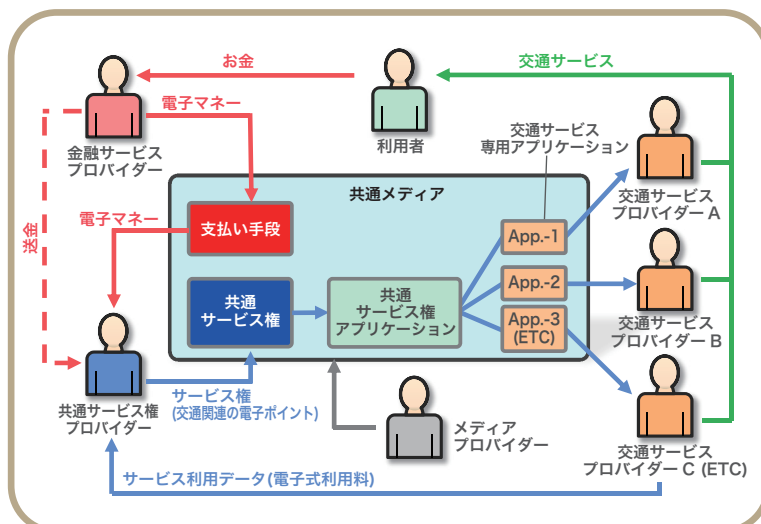 お金
交通サービス
電子マネー
金融サービス
プロバイダー
利用者
交通サービス
専用アプリケーション
共通メディア
交通サービス
プロバイダー A
送金
電子マネー
支払い手段
App.-1
共通
サービス権
共通
サービス権
アプリケーション
App.-2
App.-3
(ETC)
交通サービス
プロバイダー B
共通サービス権
プロバイダー
サービス権
(交通関連の電子ポイント)
メディア
プロバイダー
交通サービス
プロバイダー C (ETC)
サービス利用データ(電子式利用料)